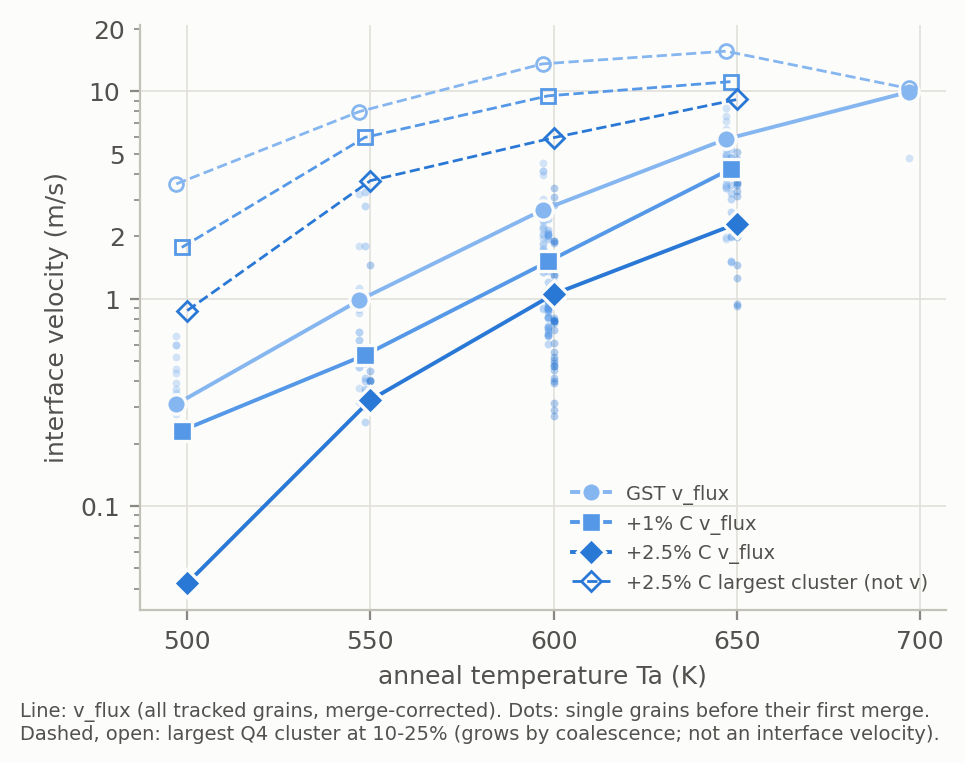 20
10
5
2
1
0.1
interface velocity (m/s)
GST v_flux
+1% C v_flux
+2.5% C v_flux
+2.5% C largest cluster (not v)
500 550 600 650 700
anneal temperature Ta (K)
Line: v_flux (all tracked grains, merge-corrected). Dots: single grains before their first merge.
Dashed, open: largest Q4 cluster at 10-25% (grows by coalescence; not an interface velocity).